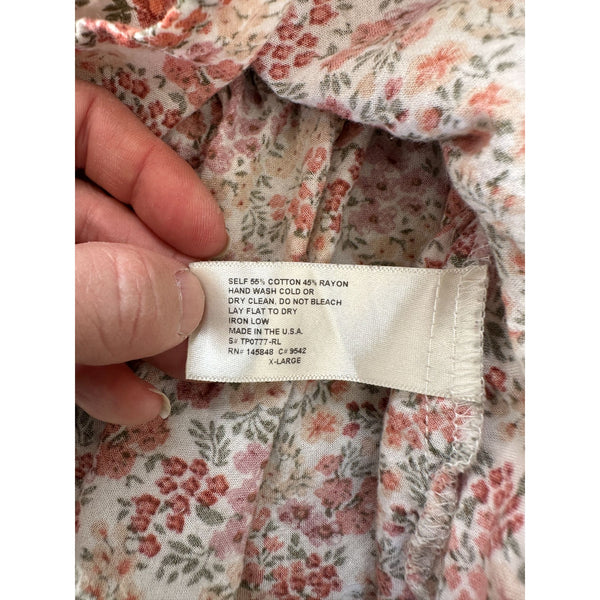 SELF 55% COTTON 45% RAYON
HAND WASH COLD OR
DRY CLEAN, DO NOT BLEACH
LAY FLAT TO DRY
IRON LOW
MADE IN THE U.S.A.
S# TP0777-RL
RN# 145848 C# 9542
X-LARGE